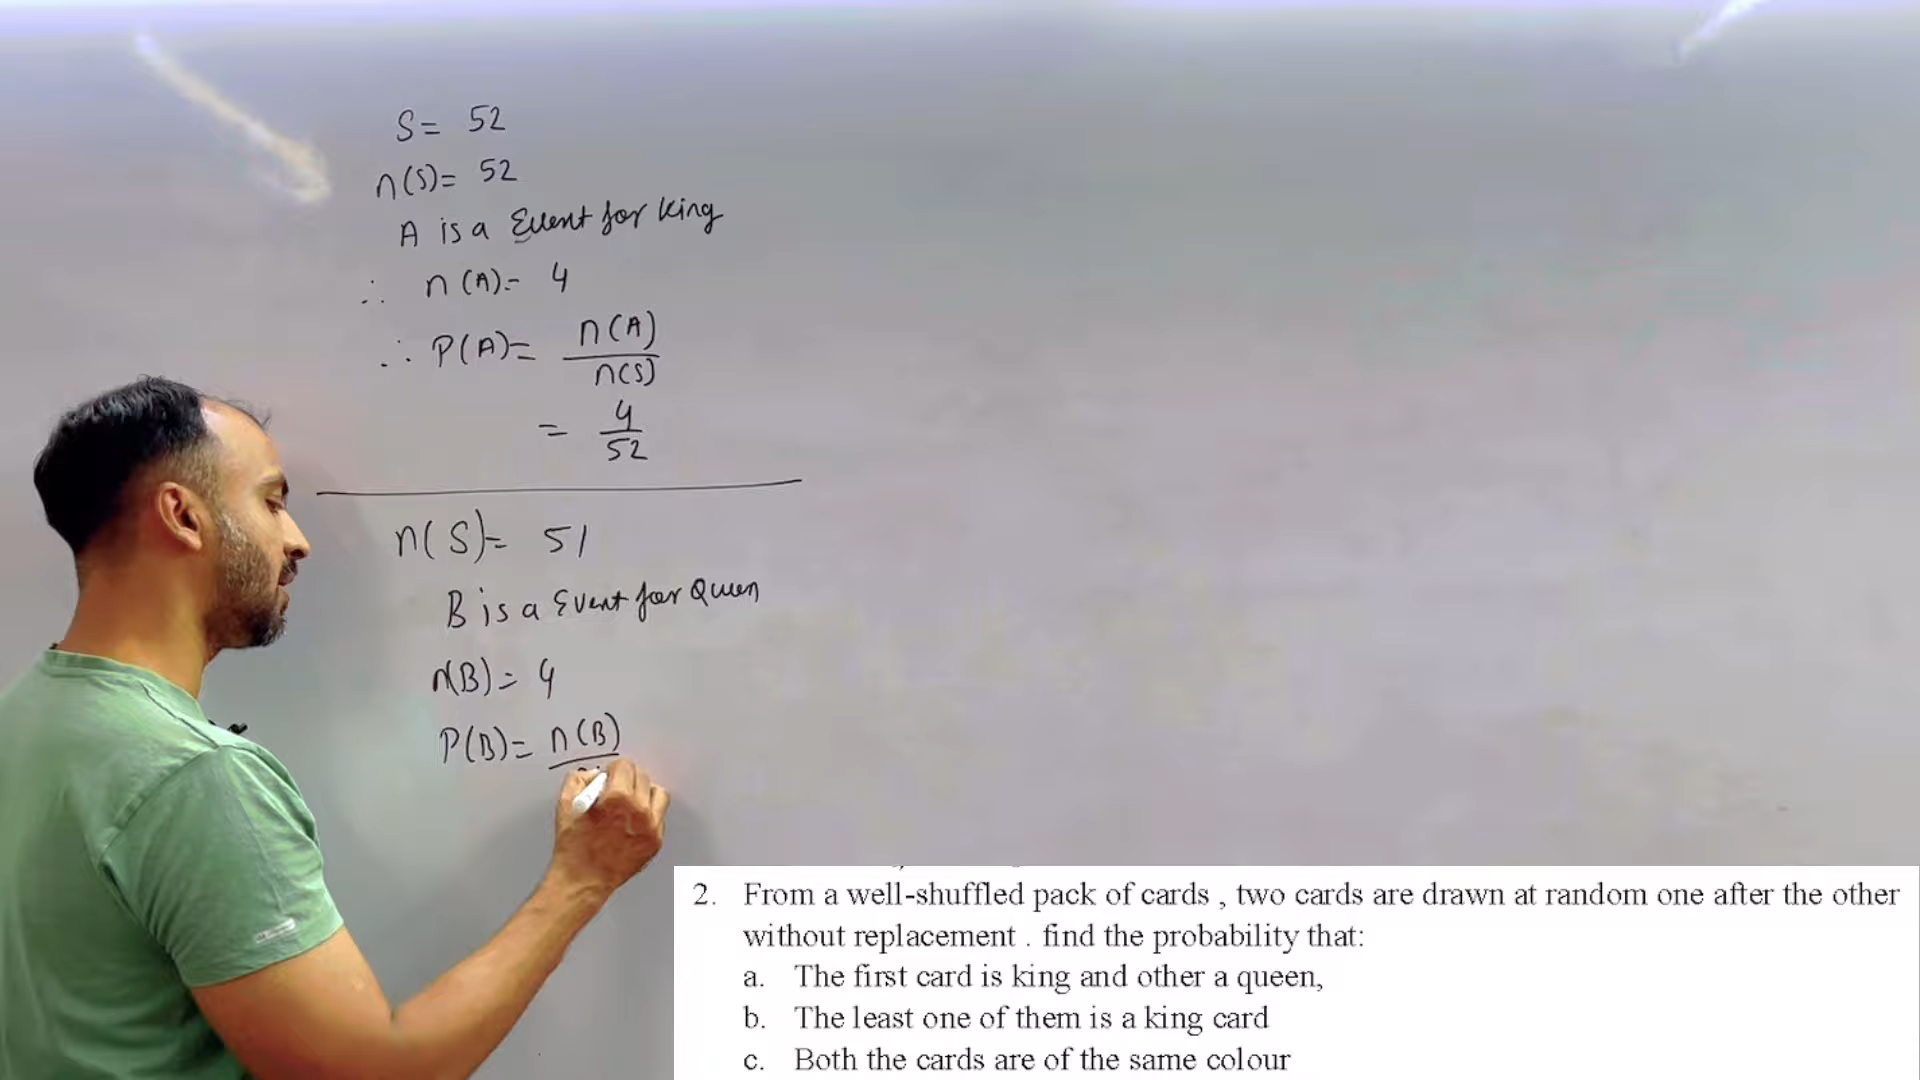 S= 52
n(S)= 52
A is a Event for king
∴ n(A)= 4
∴ P(A)= n(A)
n(S)
= 4
52
n(S)= 51
B is a Event for Queen
n(B)= 4
P(B)= n(B)
2. From a well-shuffled pack of cards , two cards are drawn at random one after the other
without replacement . find the probability that:
a. The first card is king and other a queen,
b. The least one of them is a king card
c. Both the cards are of the same colour